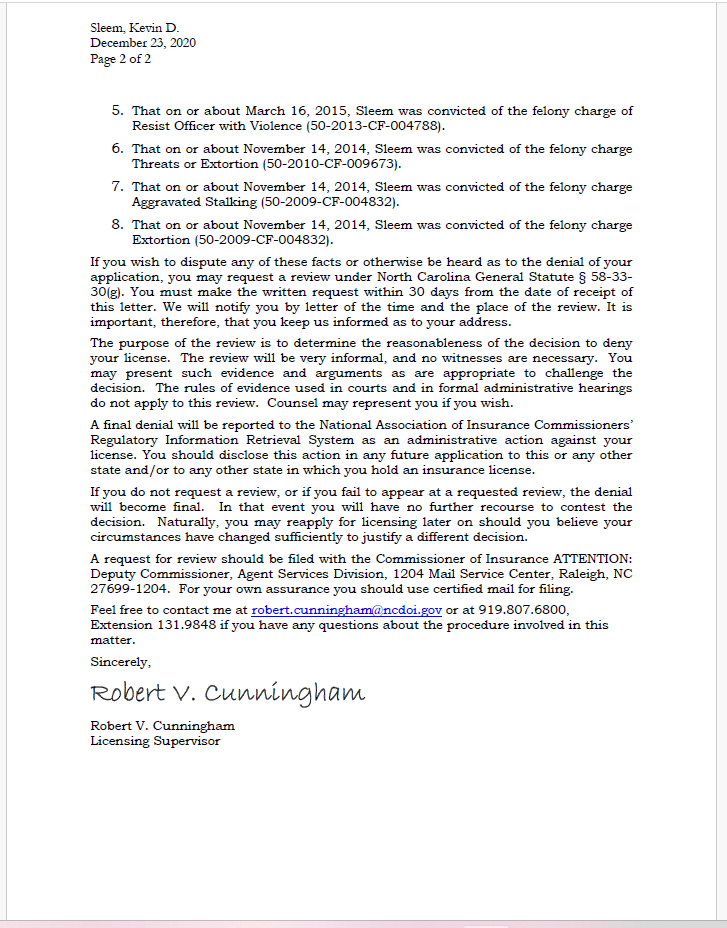 Sleem, Kevin D.
December 23, 2020
Page 2 of 2
5. That on or about March 16, 2015, Sleem was convicted of the felony charge of
Resist Officer with Violence (50-2013-CF-004788).
6. That on or about November 14, 2014, Sleem was convicted of the felony charge
Threats or Extortion (50-2010-CF-009673).
7. That on or about November 14, 2014, Sleem was convicted of the felony charge
Aggravated Stalking (50-2009-CF-004832).
8. That on or about November 14, 2014, Sleem was convicted of the felony charge
Extortion (50-2009-CF-004832).
If you wish to dispute any of these facts or otherwise be heard as to the denial of your
application, you may request a review under North Carolina General Statute § 58-33-
30(g). You must make the written request within 30 days from the date of receipt of
this letter. We will notify you by letter of the time and the place of the review. It is
important, therefore, that you keep us informed as to your address.
The purpose of the review is to determine the reasonableness of the decision to deny
your license. The review will be very informal, and no witnesses are necessary. You
may present such evidence and arguments as are appropriate to challenge the
decision. The rules of evidence used in courts and in formal administrative hearings
do not apply to this review. Counsel may represent you if you wish.
A final denial will be reported to the National Association of Insurance Commissioners’
Regulatory Information Retrieval System as an administrative action against your
license. You should disclose this action in any future application to this or any other
state and/or to any other state in which you hold an insurance license.
If you do not request a review, or if you fail to appear at a requested review, the denial
will become final. In that event you will have no further recourse to contest the
decision. Naturally, you may reapply for licensing later on should you believe your
circumstances have changed sufficiently to justify a different decision.
A request for review should be filed with the Commissioner of Insurance ATTENTION:
Deputy Commissioner, Agent Services Division, 1204 Mail Service Center, Raleigh, NC
27699-1204. For your own assurance you should use certified mail for filing.
Feel free to contact me at robert.cunningham@ncdoi.gov or at 919.807.6800,
Extension 131.9848 if you have any questions about the procedure involved in this
matter.
Sincerely,
Robert V. Cunningham
Robert V. Cunningham
Licensing Supervisor